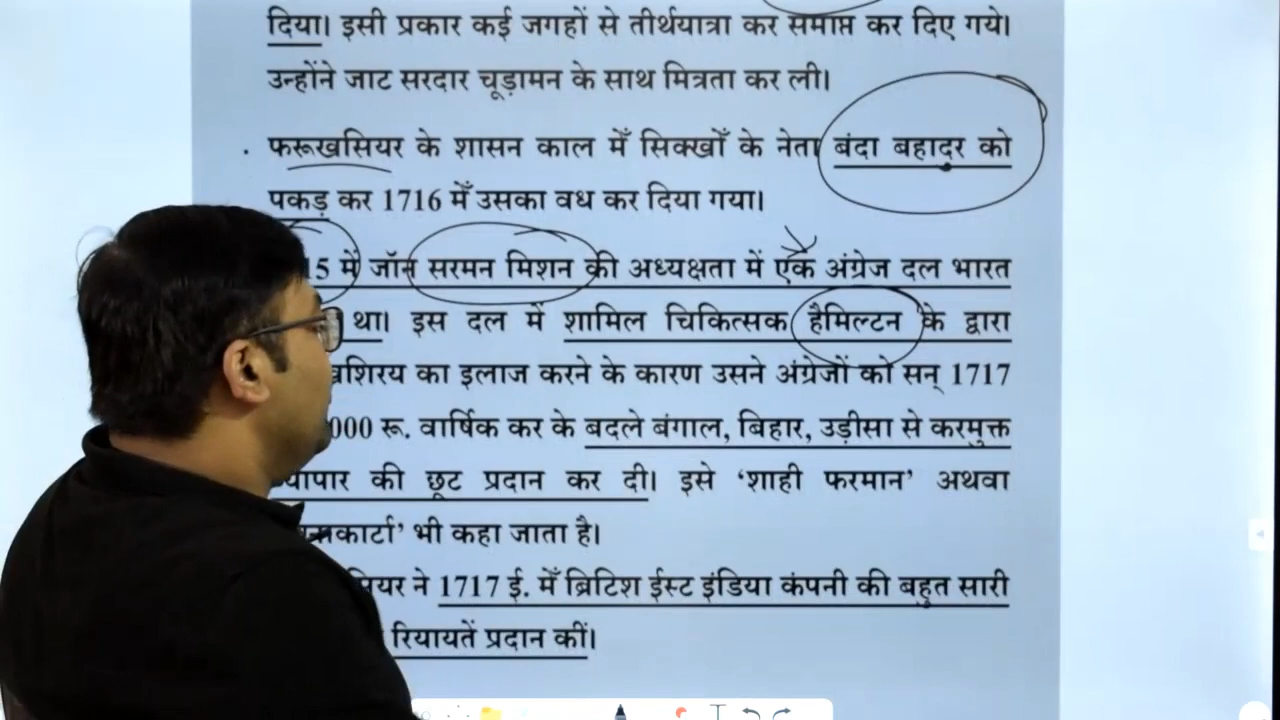 दिया। इसी प्रकार कई जगहों से तीर्थयात्रा कर समाप्त कर दिए गये।
उन्होंने जाट सरदार चूड़ामन के साथ मित्रता कर ली।
फरूखसियर के शासन काल मेँ सिक्खोँ के नेता बंदा बहादुर को
पकड़ कर 1716 मेँ उसका वध कर दिया गया।
15 में जॉन सरमन मिशन की अध्यक्षता में एक अंग्रेज दल भारत
था। इस दल में शामिल चिकित्सक हैमिल्टन के द्वारा
का इलाज करने के कारण उसने अंग्रेजों को सन् 1717
000 रू. वार्षिक कर के बदले बंगाल, बिहार, उड़ीसा से करमुक्त
व्यापार की छूट प्रदान कर दी। इसे ‘शाही फरमान’ अथवा
भी कहा जाता है।
सियर ने 1717 ई. मेँ ब्रिटिश ईस्ट इंडिया कंपनी की बहुत सारी
रियायतें प्रदान कीं।